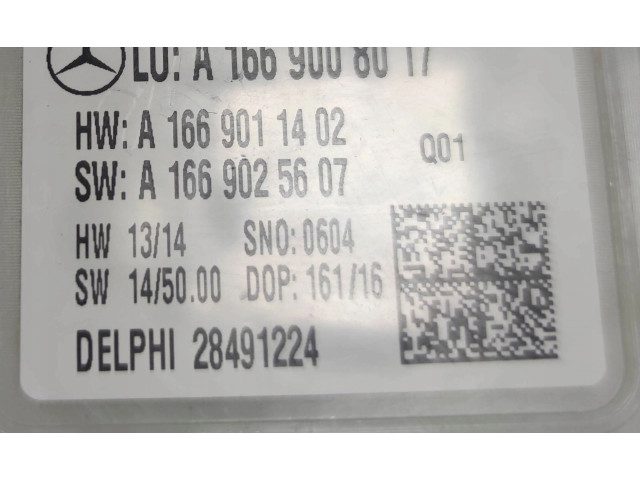 LU: A 166 900 80 17
HW: A 166 901 14 02
SW: A 166 902 56 07
Q01
HW 13/14 SNO: 0604
SW 14/50.00 DOP: 161/16
DELPHI 28491224